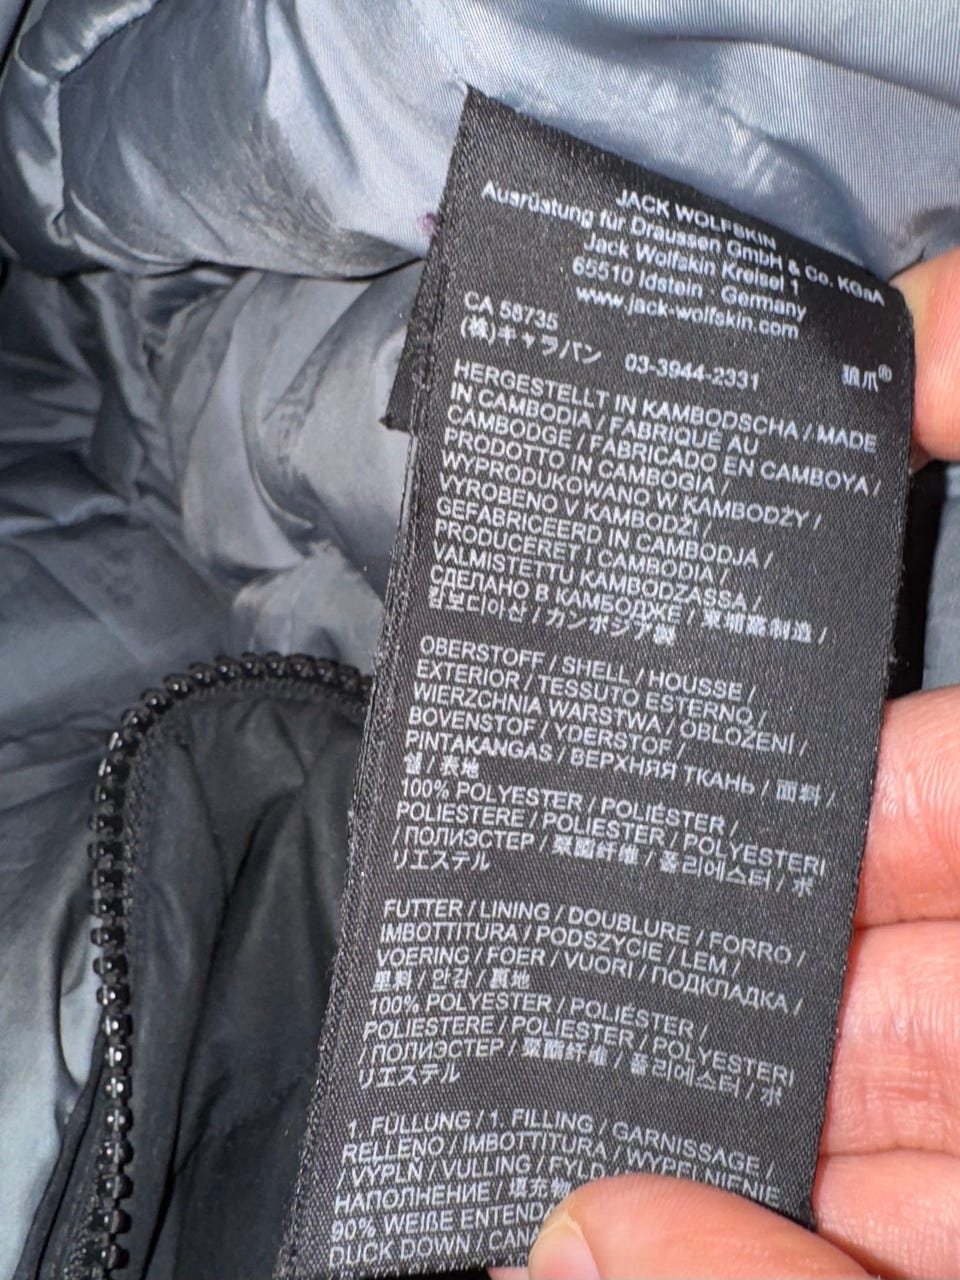 JACK WOLFSKIN
Ausrüstung für Draussen GmbH & Co. KGaA
Jack Wolfskin Kreisel 1
65510 Idstein - Germany
www.jack-wolfskin.com
CA 58735
(株)キャラバン 03-3944-2331 狼爪®
HERGESTELLT IN KAMBODSCHA / MADE
IN CAMBODIA / FABRIQUÉ AU
CAMBODGE / FABRICADO EN CAMBOYA /
PRODOTTO IN CAMBOGIA /
WYPRODUKOWANO W KAMBODŻY /
VYROBENO V KAMBODŽI /
GEFABRICEERD IN CAMBODJA /
PRODUCERET I CAMBODIA /
VALMISTETTU KAMBODZASSA /
СДЕЛАНО В КАМБОДЖЕ / 柬埔寨制造 /
캄보디아산 / カンボジア製
OBERSTOFF / SHELL / HOUSSE /
EXTERIOR / TESSUTO ESTERNO /
WIERZCHNIA WARSTWA / OBLOŽENÍ /
BOVENSTOF / YDERSTOF /
PINTAKANGAS / ВЕРХНЯЯ ТКАНЬ / 面料 /
쉘 / 表地
100% POLYESTER / POLIÉSTER /
POLIESTERE / POLIESTER / POLYESTERI
/ ПОЛИЭСТЕР / 聚酯纤维 / 폴리에스터 / ポ
リエステル
FUTTER / LINING / DOUBLURE / FORRO /
IMBOTTITURA / PODSZYCIE / LEM /
VOERING / FOER / VUORI / ПОДКЛАДКА /
里料 / 안감 / 裏地
100% POLYESTER / POLIÉSTER /
POLIESTERE / POLIESTER / POLYESTERI
/ ПОЛИЭСТЕР / 聚酯纤维 / 폴리에스터 / ポ
リエステル
1. FÜLLUNG / 1. FILLING / GARNISSAGE /
RELLENO / IMBOTTITURA / WYPEŁNIENIE
/ VÝPLŇ / VULLING / FYLD
НАПОЛНЕНИЕ / 填充物
90% WEIßE ENTENDA
DUCK DOWN / CANA